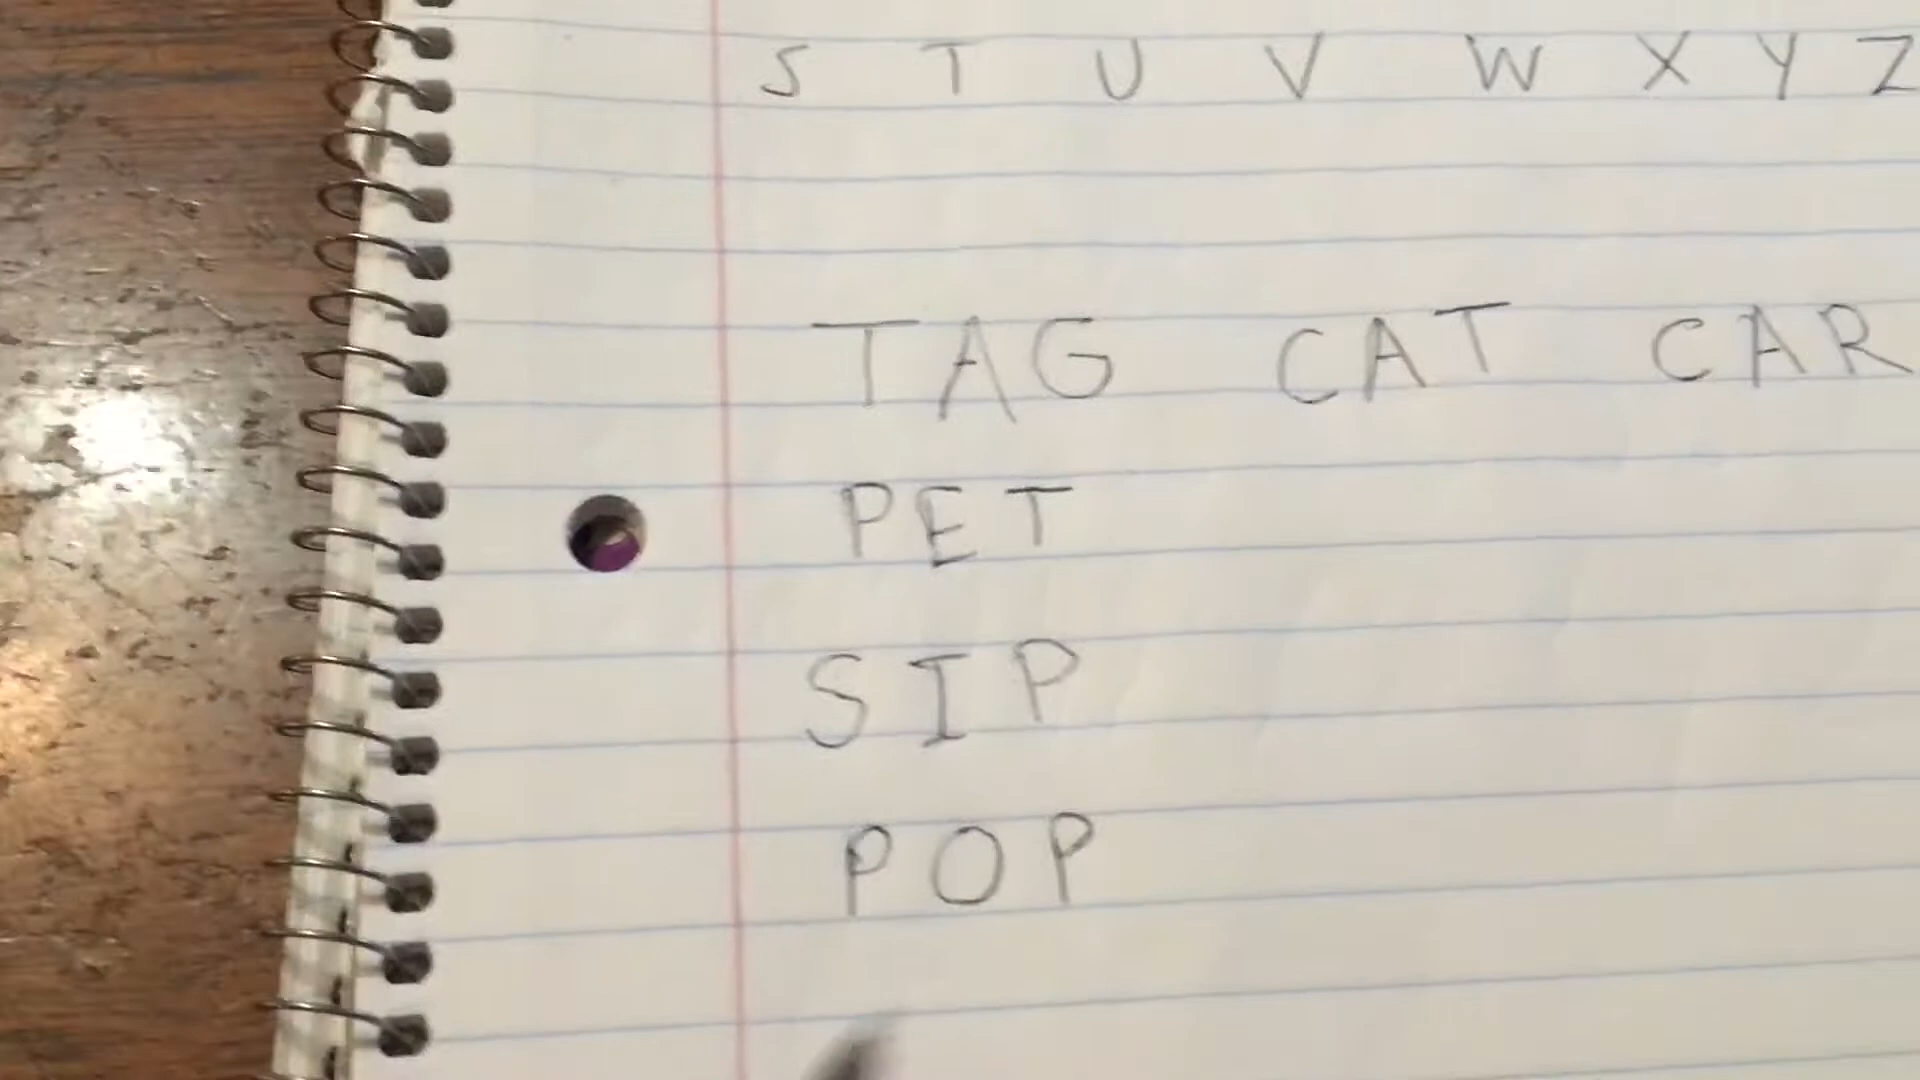 S T U V W X Y Z
TAG CAT CAR
PET
SIP
POP